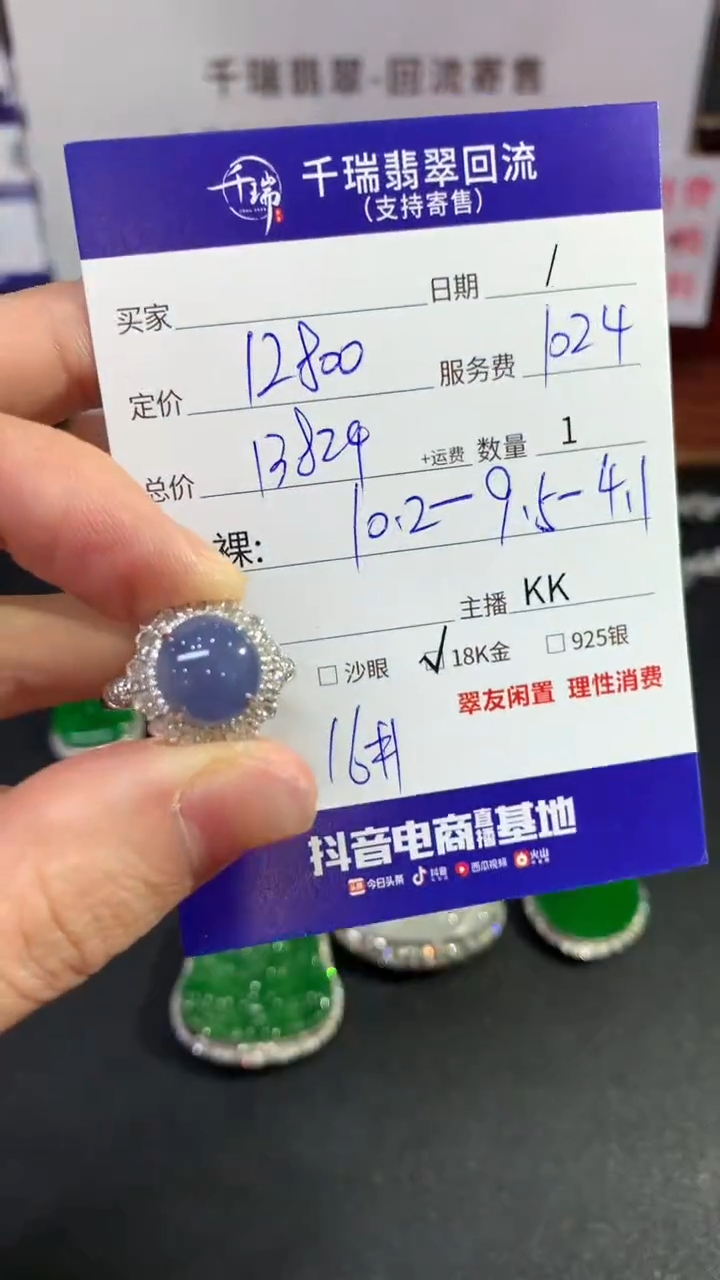 千瑞翡翠-回流寄售
千瑞
千瑞翡翠回流
(支持寄售)
买家 日期 /
定价 12800 服务费 1024
总价 13824 +运费 数量 1
裸: 10.2-9.5-4.1
主播 KK
□ 沙眼 ✓ 18K金 □ 925银
翠友闲置 理性消费
16#
抖音电商直播基地
头条 今日头条 抖音 西瓜视频 火山